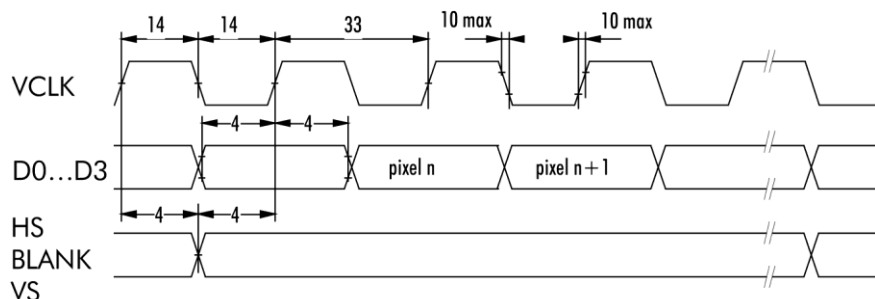 14 14 33 10 max 10 max
VCLK
4 4
D0...D3 pixel n pixel n+1
4 4
HS
BLANK
VS